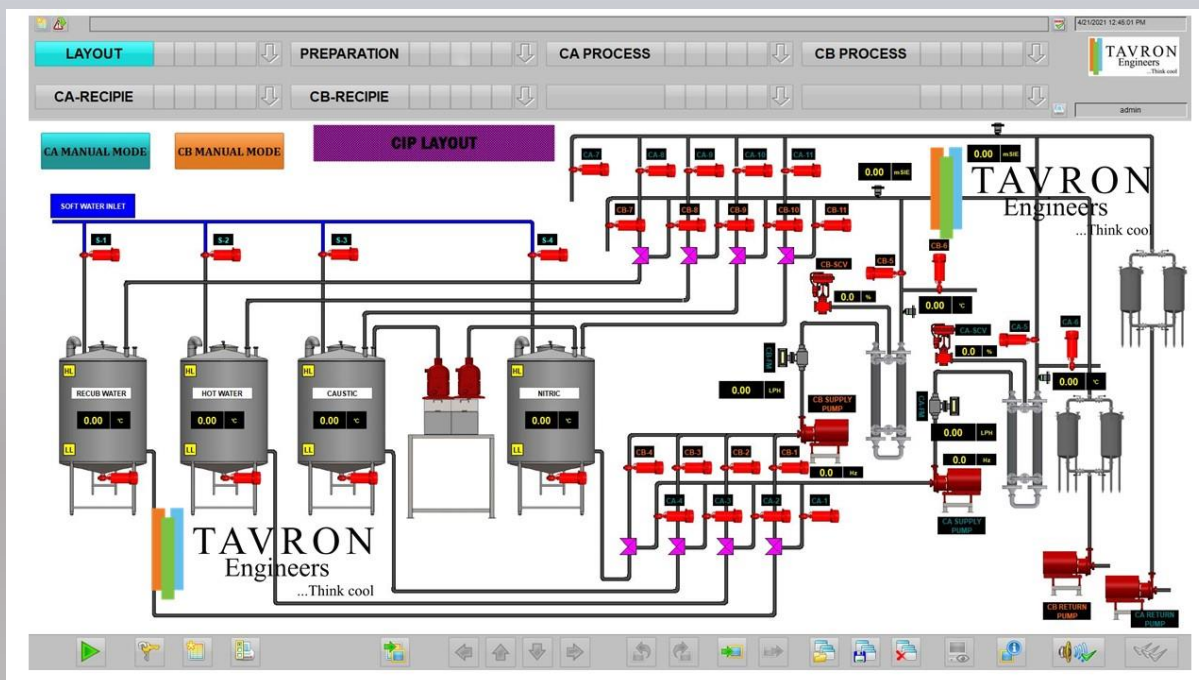 4/21/2021 12:46:01 PM
LAYOUT
PREPARATION
CA PROCESS
CB PROCESS
TAVRON
Engineers
...Think cool
CA-RECIPIE
CB-RECIPIE
admin
CA MANUAL MODE
CB MANUAL MODE
CIP LAYOUT
CA-7
CA-8
CA-9
CA-10
CA-11
0.00 mSIE
0.00 mSIE
TAVRON
Engineers
...Think cool
SOFT WATER INLET
CB-7
CB-8
CB-9
CB-10
CB-11
S-1
S-2
S-3
S-4
CB-6
CB-5
CB-SCV
0.0 %
0.00 °C
CA-SCV
CA-5
CA-6
0.0 %
0.00 °C
HL
HL
HL
HL
CB-FM
RECUB WATER
HOT WATER
CAUSTIC
NITRIC
0.00 LPH
0.00 °C
0.00 °C
0.00 °C
0.00 °C
CB SUPPLY
PUMP
CA-FM
0.00 LPH
LL
LL
LL
LL
CB-4
CB-3
CB-2
CB-1
0.0 Hz
0.0 Hz
CA-4
CA-3
CA-2
CA-1
CA SUPPLY
PUMP
TAVRON
Engineers
...Think cool
CB RETURN
PUMP
CA RETURN
PUMP